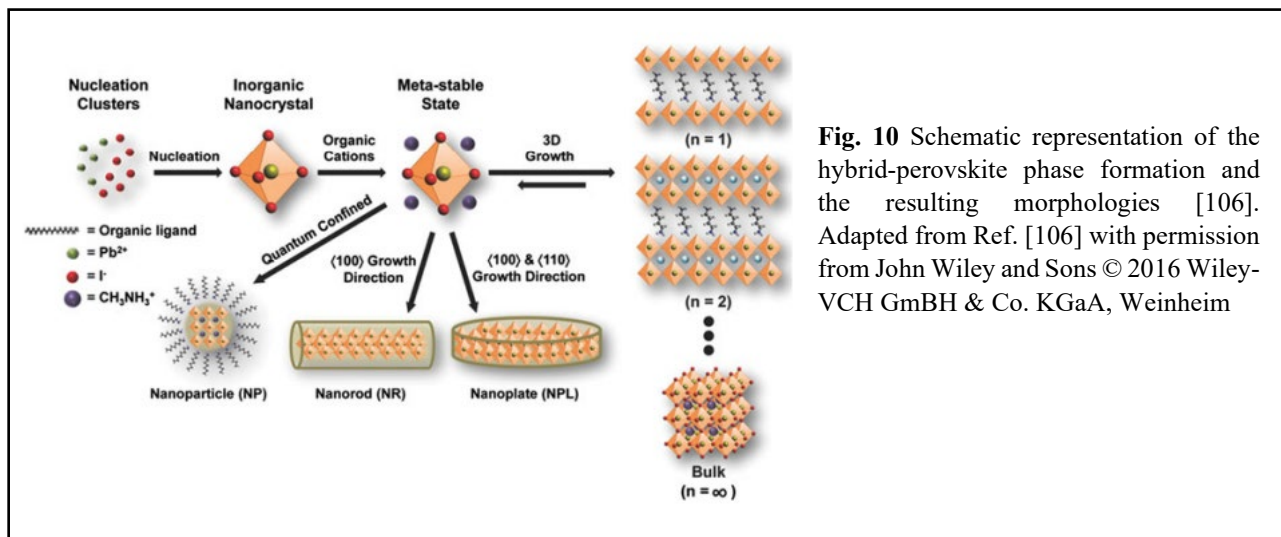 Nucleation
Clusters
Inorganic
Nanocrystal
Meta-stable
State
Nucleation
Organic
Cations
3D
Growth
(n = 1)
= Organic ligand
= Pb²⁺
= I⁻
= CH₃NH₃⁺
Quantum Confined
⟨100⟩ Growth
Direction
⟨100⟩ & ⟨110⟩
Growth Direction
(n = 2)
Nanoparticle (NP)
Nanorod (NR)
Nanoplate (NPL)
Bulk
(n = ∞)
Fig. 10 Schematic representation of the
hybrid-perovskite phase formation and
the resulting morphologies [106].
Adapted from Ref. [106] with permission
from John Wiley and Sons © 2016 Wiley-
VCH GmBH & Co. KGaA, Weinheim